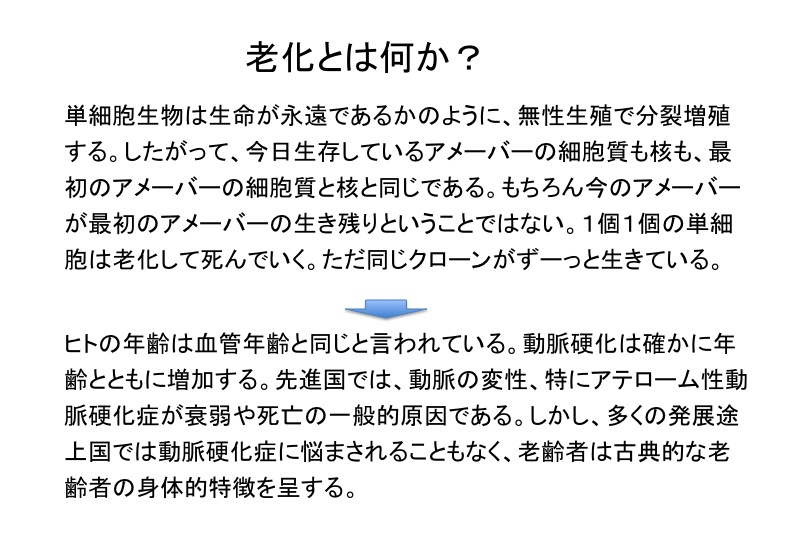 老化とは何か？
単細胞生物は生命が永遠であるかのように、無性生殖で分裂増殖
する。したがって、今日生存しているアメーバーの細胞質も核も、最
初のアメーバーの細胞質と核と同じである。もちろん今のアメーバー
が最初のアメーバーの生き残りということではない。１個１個の単細
胞は老化して死んでいく。ただ同じクローンがずーっと生きている。
ヒトの年齢は血管年齢と同じと言われている。動脈硬化は確かに年
齢とともに増加する。先進国では、動脈の変性、特にアテローム性動
脈硬化症が衰弱や死亡の一般的原因である。しかし、多くの発展途
上国では動脈硬化症に悩まされることもなく、老齢者は古典的な老
齢者の身体的特徴を呈する。